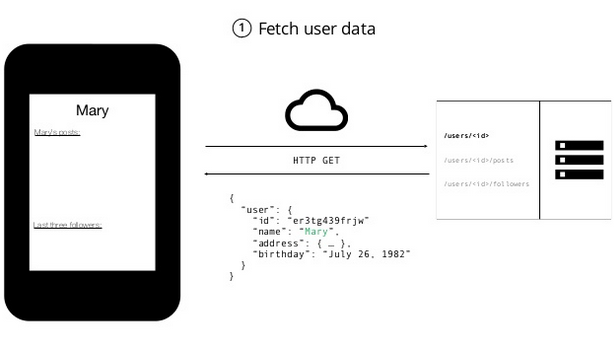 1 Fetch user data
Mary
Mary's posts:
Last three followers:
HTTP GET
{
"user": {
"id": "er3tg439frjw"
"name": "Mary",
"address": { … },
"birthday": "July 26, 1982"
}
}
/users/<id>
/users/<id>/posts
/users/<id>/followers